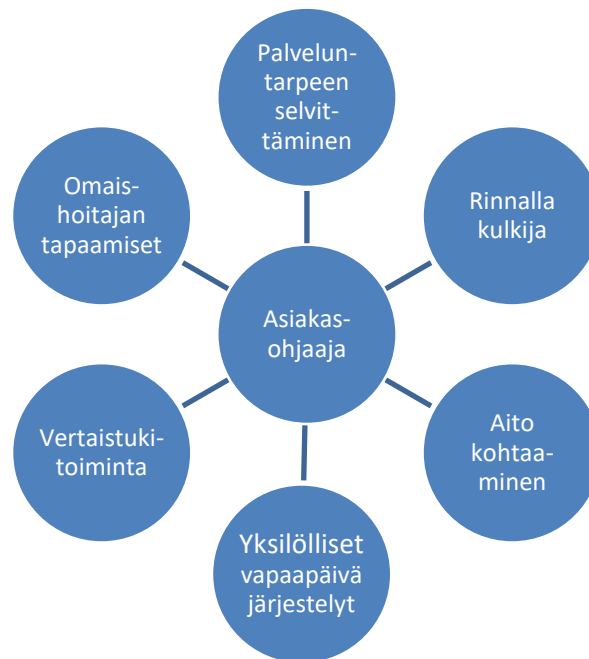 Palvelun-
tarpeen
selvit-
täminen
Omais-
hoitajan
tapaamiset
Rinnalla
kulkija
Asiakas-
ohjaaja
Vertaistuki-
toiminta
Aito
kohtaa-
minen
Yksilölliset
vapaapäivä
järjestelyt